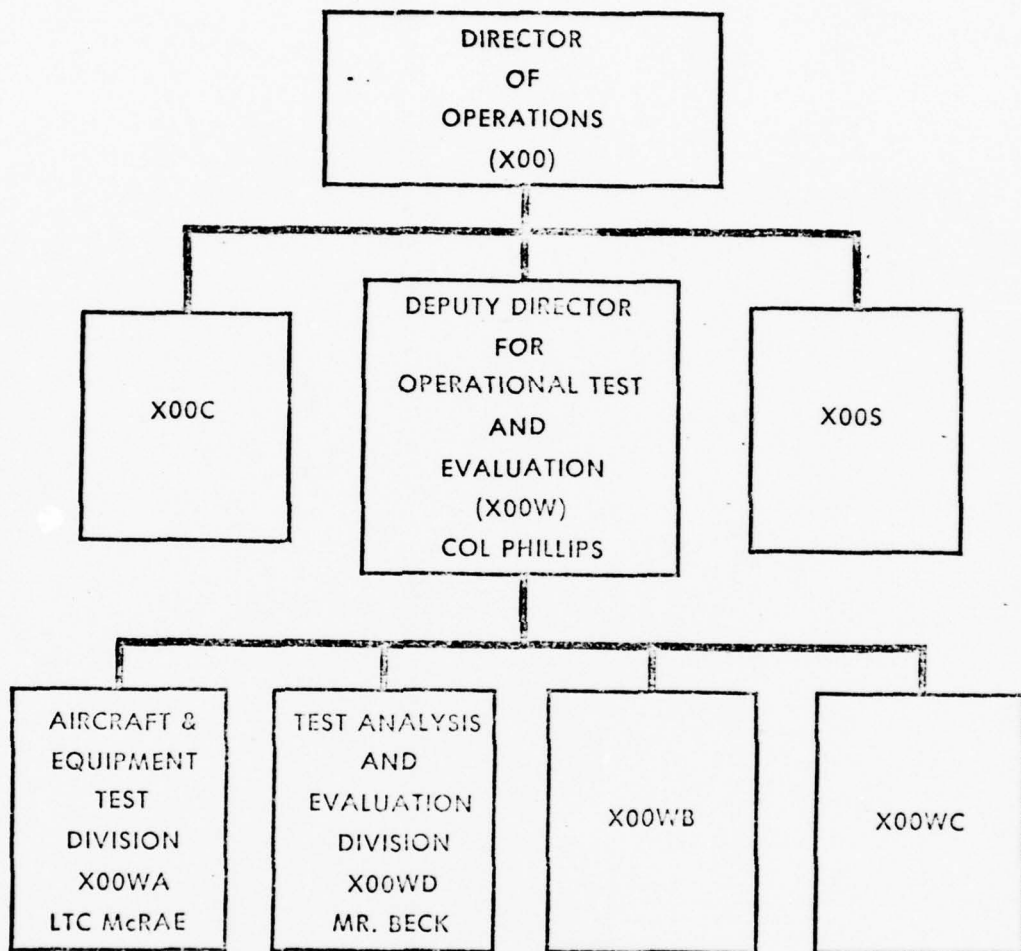 DIRECTOR
OF
OPERATIONS
(X00)
X00C
DEPUTY DIRECTOR
FOR
OPERATIONAL TEST
AND
EVALUATION
(X00W)
COL PHILLIPS
X00S
AIRCRAFT &
EQUIPMENT
TEST
DIVISION
X00WA
LTC McRAE
TEST ANALYSIS
AND
EVALUATION
DIVISION
X00WD
MR. BECK
X00WB
X00WC